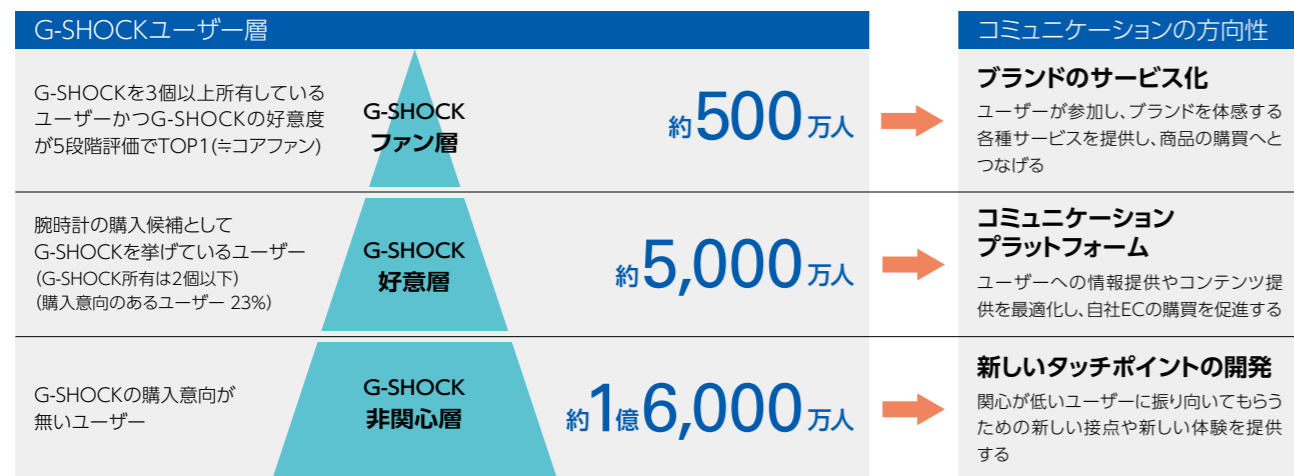 G-SHOCKユーザー層
コミュニケーションの方向性
G-SHOCKを3個以上所有している
ユーザーかつG-SHOCKの好意度
が5段階評価でTOP1(≒コアファン)
G-SHOCK
ファン層
約500万人
ブランドのサービス化
ユーザーが参加し、ブランドを体感する
各種サービスを提供し、商品の購買へと
つなげる
腕時計の購入候補として
G-SHOCKを挙げているユーザー
(G-SHOCK所有は2個以下)
(購入意向のあるユーザー 23%)
G-SHOCK
好意層
約5,000万人
コミュニケーション
プラットフォーム
ユーザーへの情報提供やコンテンツ提
供を最適化し、自社ECの購買を促進する
G-SHOCKの購入意向が
無いユーザー
G-SHOCK
非関心層
約1億6,000万人
新しいタッチポイントの開発
関心が低いユーザーに振り向いてもらう
ための新しい接点や新しい体験を提供
する